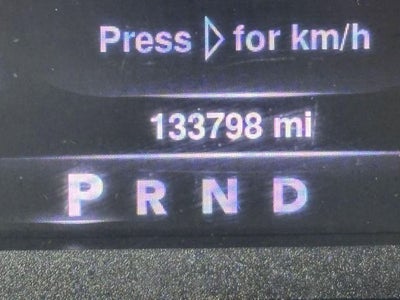 Press ▷ for km/h
133798 mi
P R N D